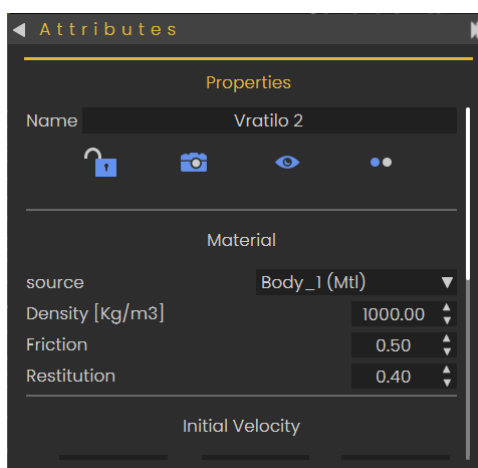 Attributes
Properties
Name Vratilo 2
Material
source Body_1 (Mtl)
Density [Kg/m3] 1000.00
Friction 0.50
Restitution 0.40
Initial Velocity